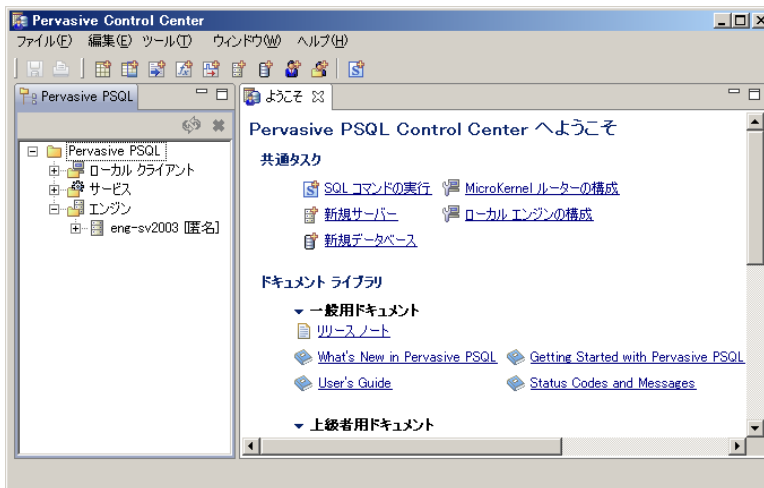 Pervasive Control Center
ファイル(F) 編集(E) ツール(T) ウィンドウ(W) ヘルプ(H)
Pervasive PSQL
ようこそ
Pervasive PSQL
ローカル クライアント
サービス
エンジン
eng-sv2003 [匿名]
Pervasive PSQL Control Center へようこそ
共通タスク
SQL コマンドの実行 MicroKernel ルーターの構成
新規サーバー ローカル エンジンの構成
新規データベース
ドキュメント ライブラリ
一般用ドキュメント
リリース ノート
What's New in Pervasive PSQL Getting Started with Pervasive PSQL
User's Guide Status Codes and Messages
上級者用ドキュメント